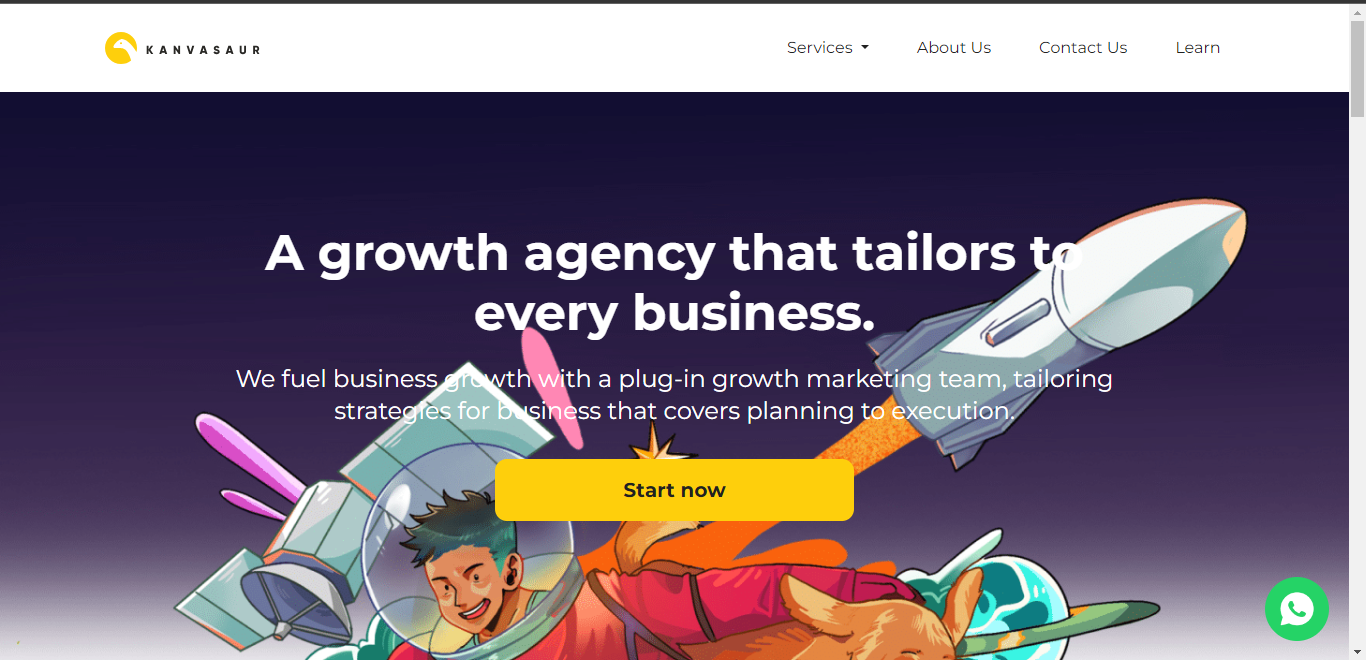 KANVASAUR
Services
About Us
Contact Us
Learn
A growth agency that tailors to
every business.
We fuel business growth with a plug-in growth marketing team, tailoring
strategies for business that covers planning to execution.
Start now